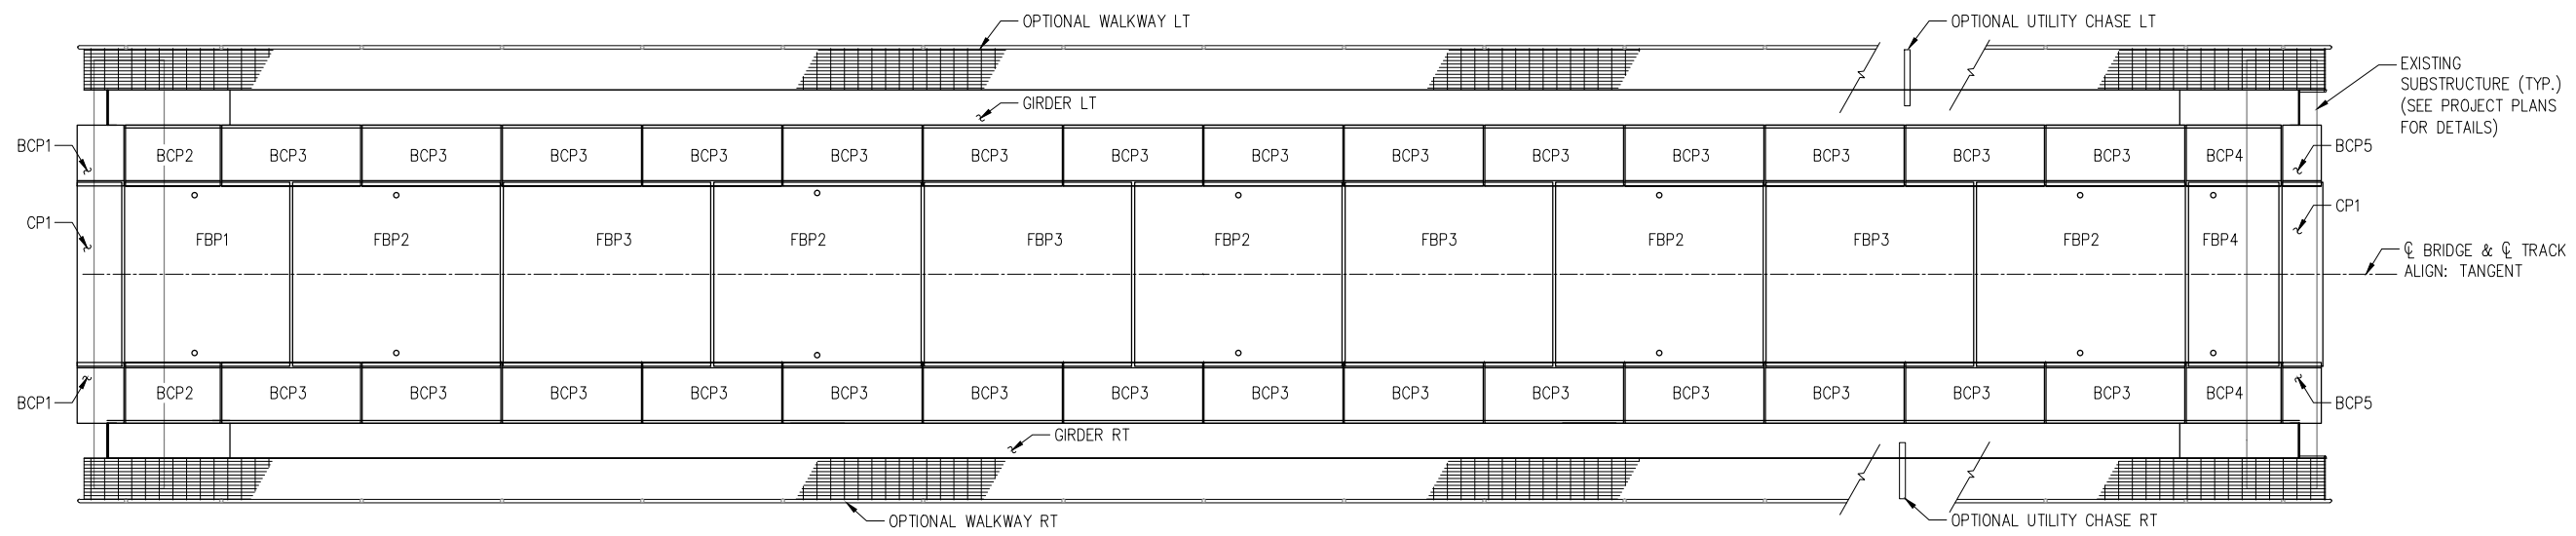 OPTIONAL WALKWAY LT
OPTIONAL UTILITY CHASE LT
EXISTING
SUBSTRUCTURE (TYP.)
(SEE PROJECT PLANS
FOR DETAILS)
GIRDER LT
BCP1
BCP2 BCP3 BCP3 BCP3 BCP3 BCP3 BCP3 BCP3 BCP3 BCP3 BCP3 BCP3 BCP3 BCP3 BCP3 BCP4
BCP5
CP1
CP1
FBP1 FBP2 FBP3 FBP2 FBP3 FBP2 FBP3 FBP2 FBP3 FBP2 FBP4
℄ BRIDGE & ℄ TRACK
ALIGN: TANGENT
BCP1
BCP2 BCP3 BCP3 BCP3 BCP3 BCP3 BCP3 BCP3 BCP3 BCP3 BCP3 BCP3 BCP3 BCP3 BCP3 BCP4
BCP5
GIRDER RT
OPTIONAL WALKWAY RT
OPTIONAL UTILITY CHASE RT